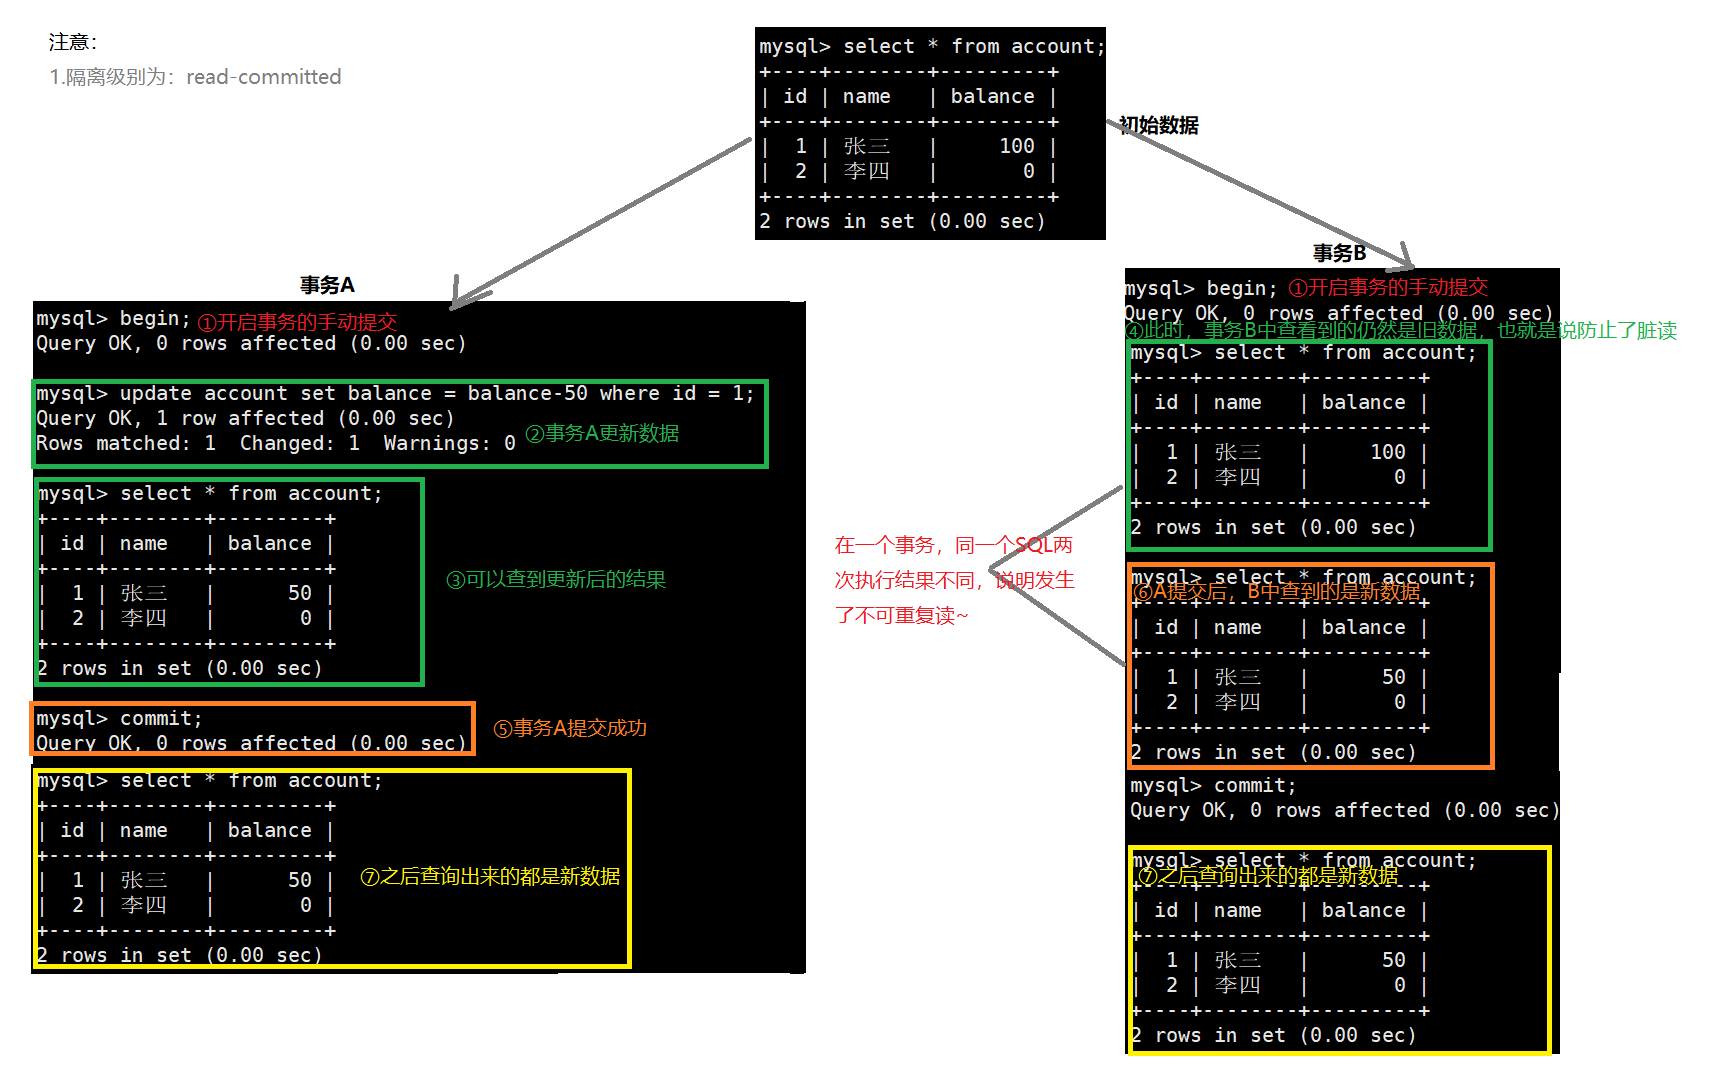 注意：
1.隔离级别为：read-committed
mysql> select * from account;
+----+--------+---------+
| id | name   | balance |
+----+--------+---------+
|  1 | 张三   |     100 |
|  2 | 李四   |       0 |
+----+--------+---------+
2 rows in set (0.00 sec)
初始数据
事务A
mysql> begin; ①开启事务的手动提交
Query OK, 0 rows affected (0.00 sec)
mysql> update account set balance = balance-50 where id = 1;
Query OK, 1 row affected (0.00 sec)
Rows matched: 1  Changed: 1  Warnings: 0
②事务A更新数据
mysql> select * from account;
+----+--------+---------+
| id | name   | balance |
+----+--------+---------+
|  1 | 张三   |      50 |
|  2 | 李四   |       0 |
+----+--------+---------+
2 rows in set (0.00 sec)
③可以查到更新后的结果
mysql> commit;
Query OK, 0 rows affected (0.00 sec)
⑤事务A提交成功
mysql> select * from account;
+----+--------+---------+
| id | name   | balance |
+----+--------+---------+
|  1 | 张三   |      50 |
|  2 | 李四   |       0 |
+----+--------+---------+
2 rows in set (0.00 sec)
⑦之后查询出来的都是新数据
在一个事务，同一个SQL两
次执行结果不同，说明发生
了不可重复读~
事务B
mysql> begin; ①开启事务的手动提交
Query OK, 0 rows affected (0.00 sec)
④此时，事务B中查看到的仍然是旧数据，也就是说防止了脏读
mysql> select * from account;
+----+--------+---------+
| id | name   | balance |
+----+--------+---------+
|  1 | 张三   |     100 |
|  2 | 李四   |       0 |
+----+--------+---------+
2 rows in set (0.00 sec)
mysql> select * from account;
⑥A提交后，B中查到的是新数据
+----+--------+---------+
| id | name   | balance |
+----+--------+---------+
|  1 | 张三   |      50 |
|  2 | 李四   |       0 |
+----+--------+---------+
2 rows in set (0.00 sec)
mysql> commit;
Query OK, 0 rows affected (0.00 sec)
mysql> select * from account;
⑦之后查询出来的都是新数据
+----+--------+---------+
| id | name   | balance |
+----+--------+---------+
|  1 | 张三   |      50 |
|  2 | 李四   |       0 |
+----+--------+---------+
2 rows in set (0.00 sec)